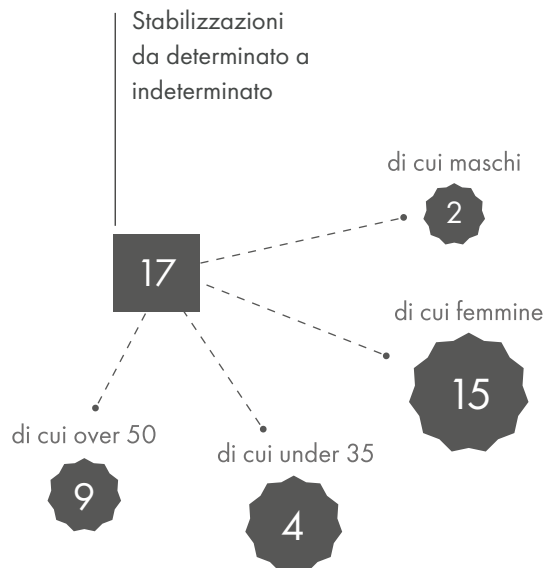 Stabilizzazioni
da determinato a
indeterminato
di cui maschi
2
17
di cui femmine
15
di cui over 50
9
di cui under 35
4